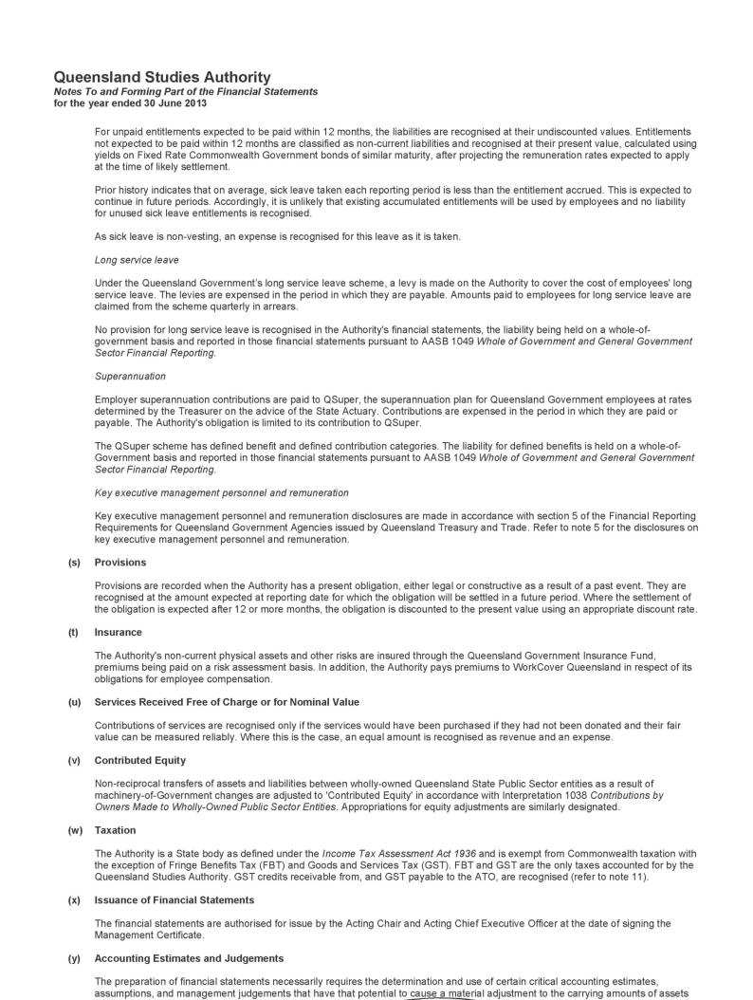 Queensland Studies Authority
Notes To and Forming Part of the Financial Statements
for the year ended 30 June 2013
For unpaid entitlements expected to be paid within 12 months, the liabilities are recognised at their undiscounted values. Entitlements
not expected to be paid within 12 months are classified as non-current liabilities and recognised at their present value, calculated using
yields on Fixed Rate Commonwealth Government bonds of similar maturity, after projecting the remuneration rates expected to apply
at the time of likely settlement.
Prior history indicates that on average, sick leave taken each reporting period is less than the entitlement accrued. This is expected to
continue in future periods. Accordingly, it is unlikely that existing accumulated entitlements will be used by employees and no liability
for unused sick leave entitlements is recognised.
As sick leave is non-vesting, an expense is recognised for this leave as it is taken.
Long service leave
Under the Queensland Government's long service leave scheme, a levy is made on the Authority to cover the cost of employees' long
service leave. The levies are expensed in the period in which they are payable. Amounts paid to employees for long service leave are
claimed from the scheme quarterly in arrears.
No provision for long service leave is recognised in the Authority's financial statements, the liability being held on a whole-of-
government basis and reported in those financial statements pursuant to AASB 1049 Whole of Government and General Government
Sector Financial Reporting.
Superannuation
Employer superannuation contributions are paid to QSuper, the superannuation plan for Queensland Government employees at rates
determined by the Treasurer on the advice of the State Actuary. Contributions are expensed in the period in which they are paid or
payable. The Authority's obligation is limited to its contribution to QSuper.
The QSuper scheme has defined benefit and defined contribution categories. The liability for defined benefits is held on a whole-of-
Government basis and reported in those financial statements pursuant to AASB 1049 Whole of Government and General Government
Sector Financial Reporting.
Key executive management personnel and remuneration
Key executive management personnel and remuneration disclosures are made in accordance with section 5 of the Financial Reporting
Requirements for Queensland Government Agencies issued by Queensland Treasury and Trade. Refer to note 5 for the disclosures on
key executive management personnel and remuneration.
(s) Provisions
Provisions are recorded when the Authority has a present obligation, either legal or constructive as a result of a past event. They are
recognised at the amount expected at reporting date for which the obligation will be settled in a future period. Where the settlement of
the obligation is expected after 12 or more months, the obligation is discounted to the present value using an appropriate discount rate.
(t) Insurance
The Authority's non-current physical assets and other risks are insured through the Queensland Government Insurance Fund,
premiums being paid on a risk assessment basis. In addition, the Authority pays premiums to WorkCover Queensland in respect of its
obligations for employee compensation.
(u) Services Received Free of Charge or for Nominal Value
Contributions of services are recognised only if the services would have been purchased if they had not been donated and their fair
value can be measured reliably. Where this is the case, an equal amount is recognised as revenue and an expense.
(v) Contributed Equity
Non-reciprocal transfers of assets and liabilities between wholly-owned Queensland State Public Sector entities as a result of
machinery-of-Government changes are adjusted to 'Contributed Equity' in accordance with Interpretation 1038 Contributions by
Owners Made to Wholly-Owned Public Sector Entities. Appropriations for equity adjustments are similarly designated.
(w) Taxation
The Authority is a State body as defined under the Income Tax Assessment Act 1936 and is exempt from Commonwealth taxation with
the exception of Fringe Benefits Tax (FBT) and Goods and Services Tax (GST). FBT and GST are the only taxes accounted for by the
Queensland Studies Authority. GST credits receivable from, and GST payable to the ATO, are recognised (refer to note 11).
(x) Issuance of Financial Statements
The financial statements are authorised for issue by the Acting Chair and Acting Chief Executive Officer at the date of signing the
Management Certificate.
(y) Accounting Estimates and Judgements
The preparation of financial statements necessarily requires the determination and use of certain critical accounting estimates,
assumptions, and management judgements that have that potential to cause a material adjustment to the carrying amounts of assets